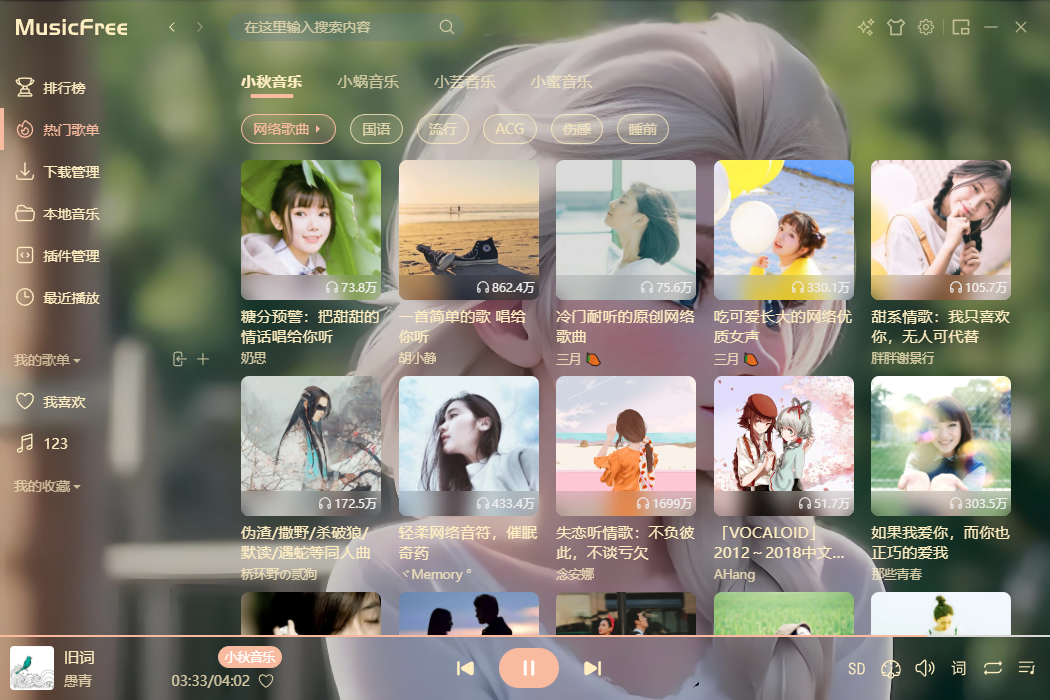 MusicFree
在这里输入搜索内容
排行榜
热门歌单
下载管理
本地音乐
插件管理
最近播放
我的歌单
我喜欢
123
我的收藏
小秋音乐 小蜗音乐 小芸音乐 小蜜音乐
网络歌曲 国语 流行 ACG 伤感 睡前
73.8万 862.4万 75.6万 330.1万 105.7万
糖分预警：把甜甜的
情话唱给你听
奶思
一首简单的歌 唱给
你听
胡小静
冷门耐听的原创网络
歌曲
三月🥭
吃可爱长大的网络优
质女声
三月🥭
甜系情歌：我只喜欢
你，无人可代替
胖胖谢景行
172.5万 433.4万 1699万 51.7万 303.5万
伪渣/撒野/杀破狼/
默读/遇蛇等同人曲
桥环野の贰狗
轻柔网络音符，催眠
奇药
ヾMemory °
失恋听情歌：不负彼
此，不谈亏欠
念安娜
「VOCALOID」
2012～2018中文...
AHang
如果我爱你，而你也
正巧的爱我
那些青春
旧词
愚青
小秋音乐
03:33/04:02
SD 词